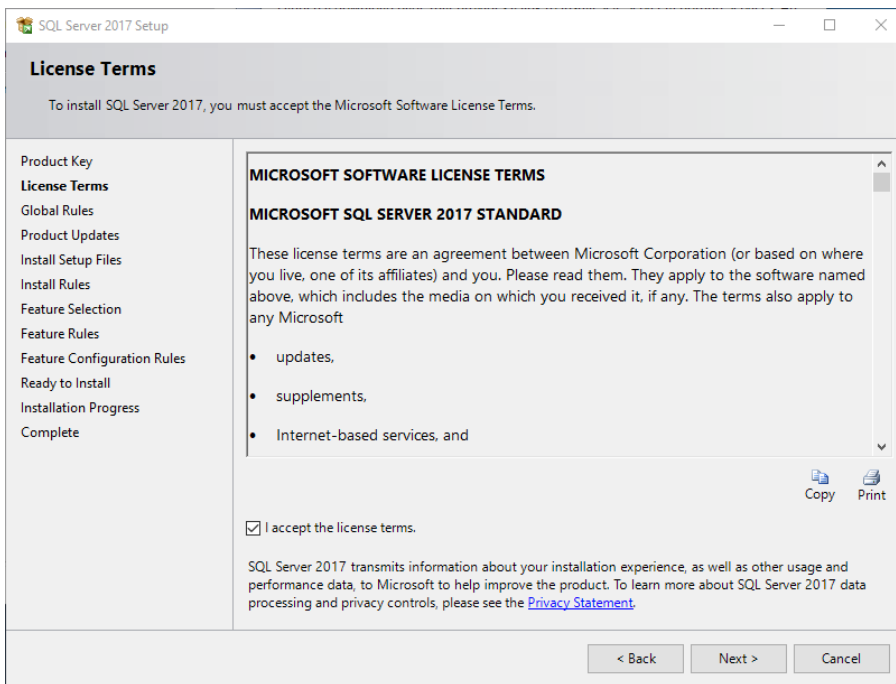 SQL Server 2017 Setup
License Terms
To install SQL Server 2017, you must accept the Microsoft Software License Terms.
Product Key
License Terms
Global Rules
Product Updates
Install Setup Files
Install Rules
Feature Selection
Feature Rules
Feature Configuration Rules
Ready to Install
Installation Progress
Complete
MICROSOFT SOFTWARE LICENSE TERMS
MICROSOFT SQL SERVER 2017 STANDARD
These license terms are an agreement between Microsoft Corporation (or based on where
you live, one of its affiliates) and you. Please read them. They apply to the software named
above, which includes the media on which you received it, if any. The terms also apply to
any Microsoft
• updates,
• supplements,
• Internet-based services, and
Copy
Print
I accept the license terms.
SQL Server 2017 transmits information about your installation experience, as well as other usage and
performance data, to Microsoft to help improve the product. To learn more about SQL Server 2017 data
processing and privacy controls, please see the Privacy Statement.
< Back
Next >
Cancel